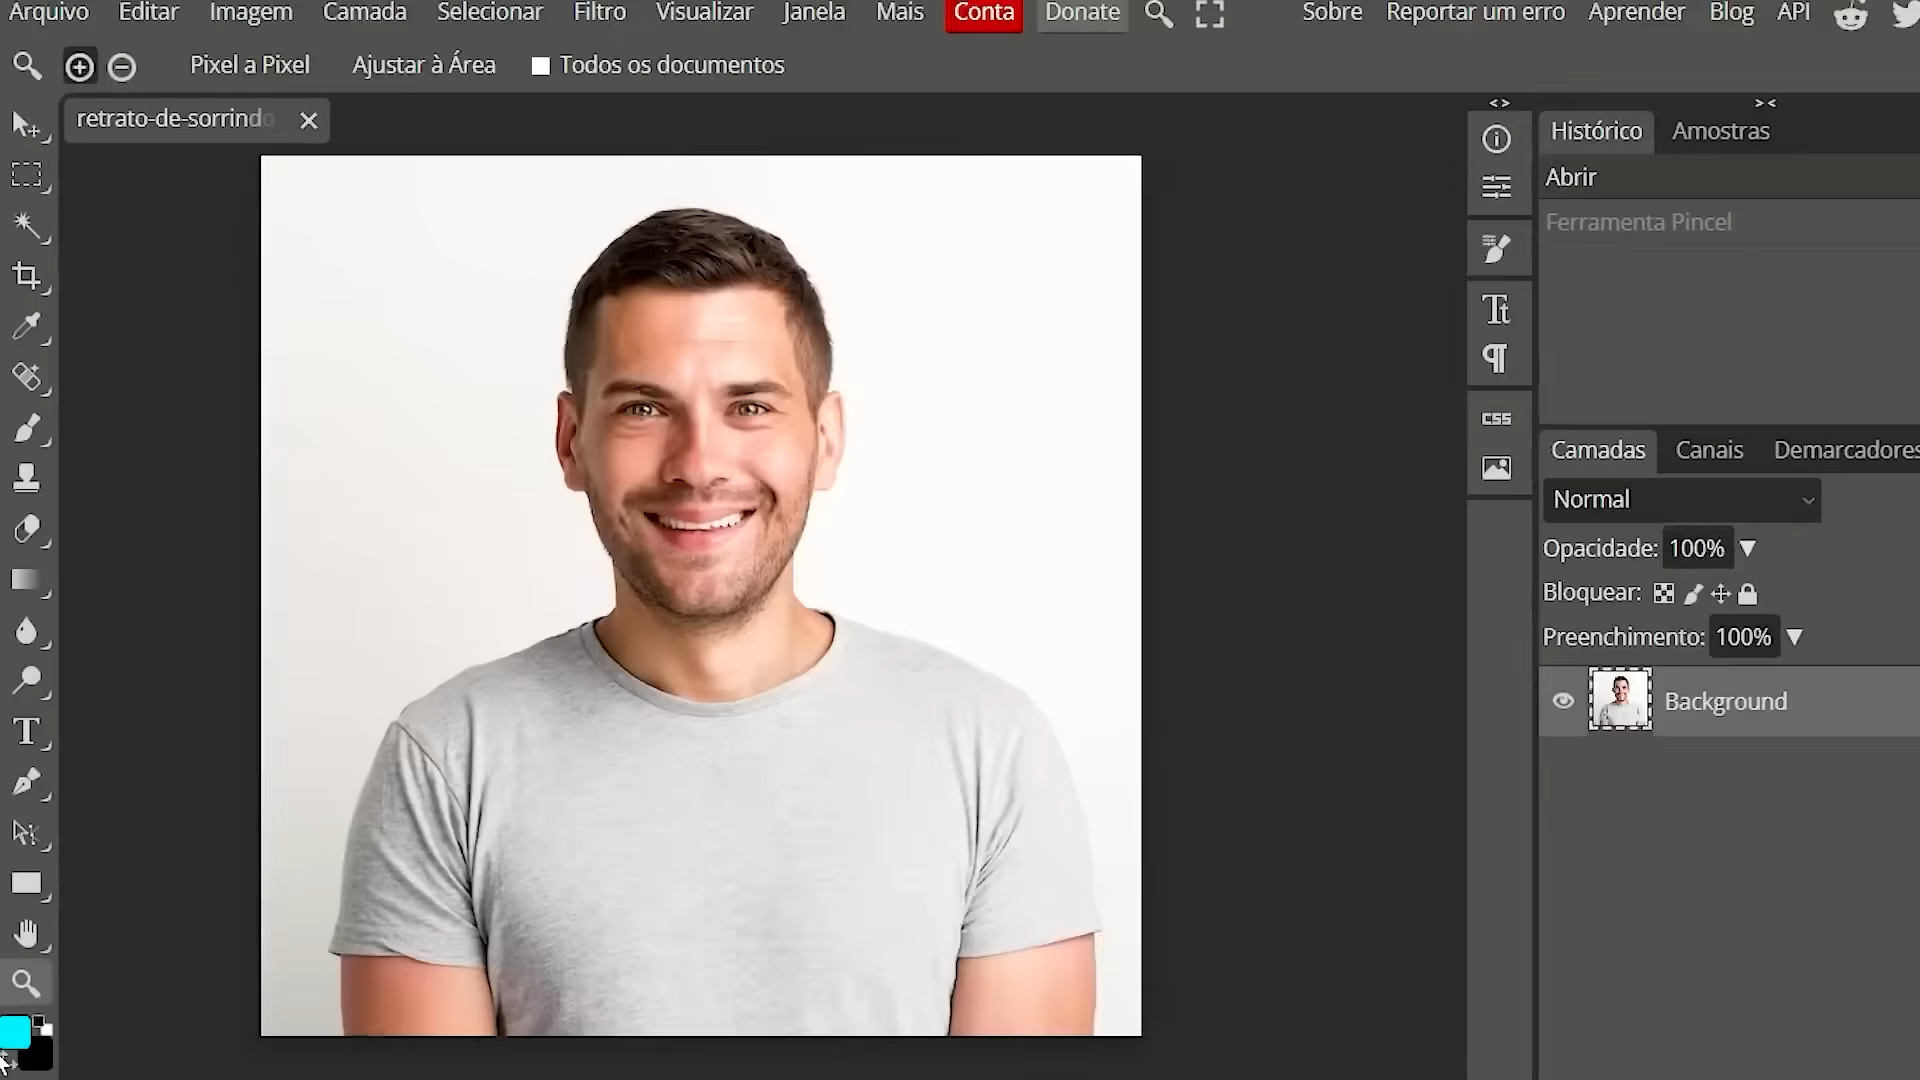 Arquivo Editar Imagem Camada Selecionar Filtro Visualizar Janela Mais Conta Donate Sobre Reportar um erro Aprender Blog API
Pixel a Pixel Ajustar à Área Todos os documentos
retrato-de-sorrindo
Histórico Amostras
Abrir
Ferramenta Pincel
CSS
Camadas Canais Demarcadores
Normal
Opacidade: 100%
Bloquear:
Preenchimento: 100%
Background